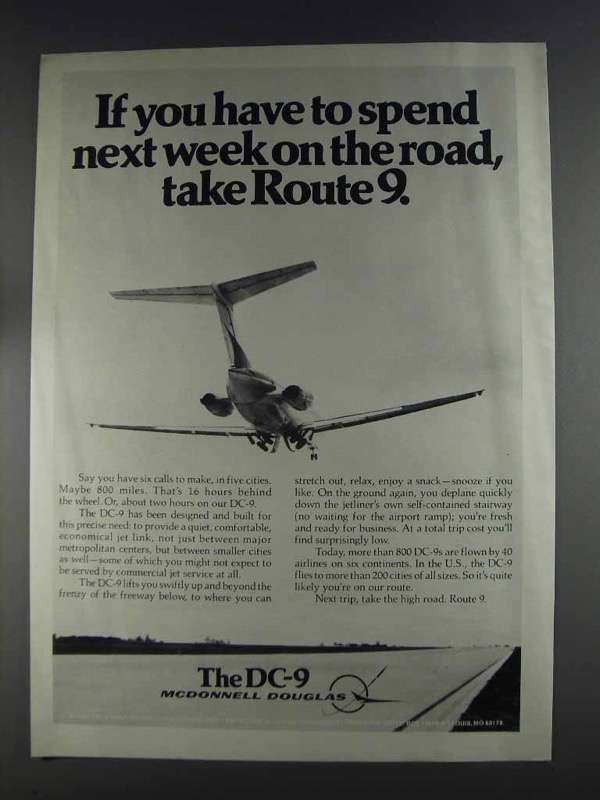 If you have to spend
next week on the road,
take Route 9.
Say you have six calls to make, in five cities.
Maybe 800 miles. That's 16 hours behind
the wheel. Or, about two hours on our DC-9.
The DC-9 has been designed and built for
this precise need: to provide a quiet, comfortable,
economical jet link, not just between major
metropolitan centers, but between smaller cities
as well—some of which you might not expect to
be served by commercial jet service at all.
The DC-9 lifts you swiftly up and beyond the
frenzy of the freeway below, to where you can
stretch out, relax, enjoy a snack—snooze if you
like. On the ground again, you deplane quickly
down the jetliner's own self-contained stairway
(no waiting for the airport ramp); you're fresh
and ready for business. At a total trip cost you'll
find surprisingly low.
Today, more than 800 DC-9s are flown by 40
airlines on six continents. In the U.S., the DC-9
flies to more than 200 cities of all sizes. So it's quite
likely you're on our route.
Next trip, take the high road. Route 9.
The DC-9
MCDONNELL DOUGLAS
LOUIS, MO 63178